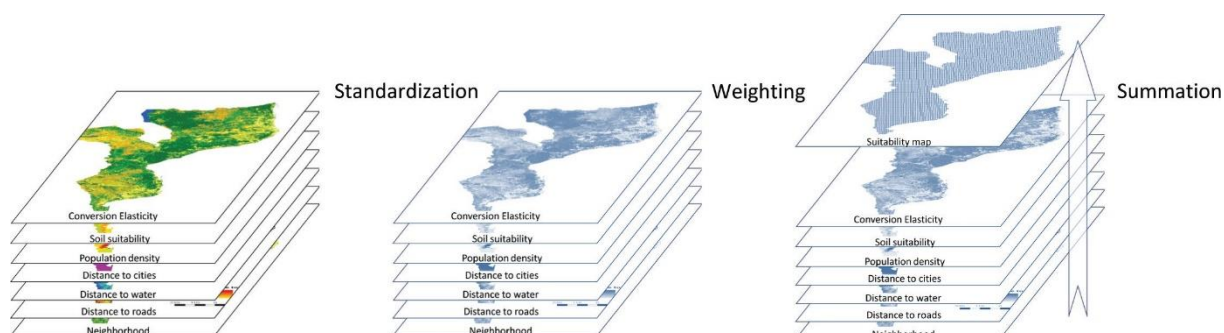 Standardization
Weighting
Summation
Conversion Elasticity
Soil suitability
Population density
Distance to cities
Distance to water
Distance to roads
Neighborhood
Conversion Elasticity
Soil suitability
Population density
Distance to cities
Distance to water
Distance to roads
Neighborhood
Suitability map
Conversion Elasticity
Soil suitability
Population density
Distance to cities
Distance to water
Distance to roads
Neighborhood